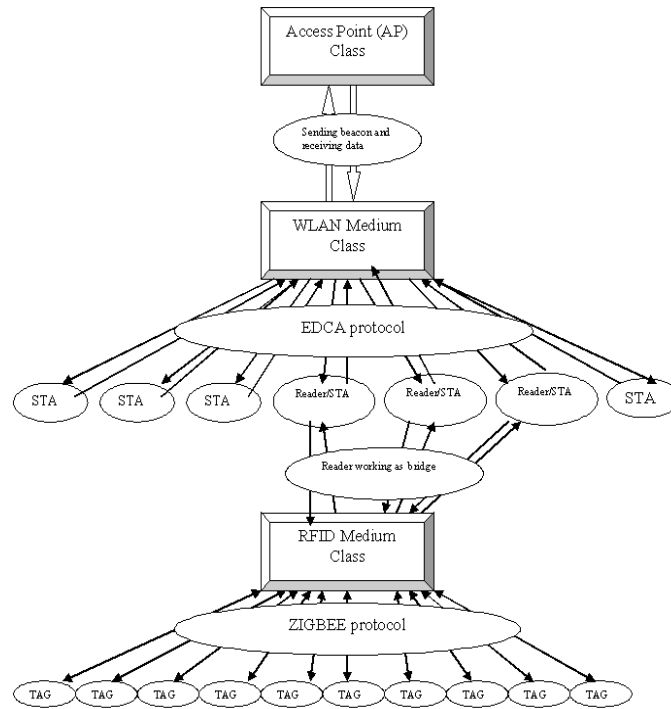 Access Point (AP)
Class
Sending beacon and
receiving data
WLAN Medium
Class
EDCA protocol
STA
STA
STA
Reader/STA
Reader/STA
Reader/STA
STA
Reader working as bridge
RFID Medium
Class
ZIGBEE protocol
TAG
TAG
TAG
TAG
TAG
TAG
TAG
TAG
TAG
TAG